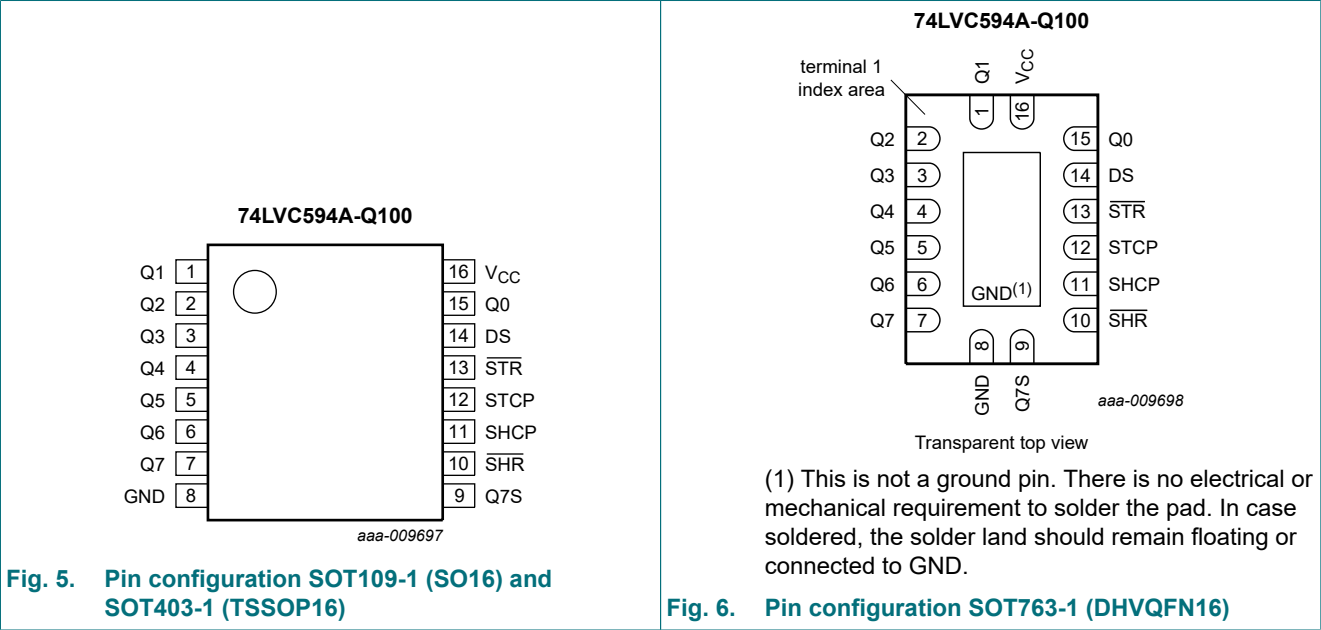 74LVC594A-Q100
Q1 1
Q2 2
Q3 3
Q4 4
Q5 5
Q6 6
Q7 7
GND 8
16 VCC
15 Q0
14 DS
13 STR
12 STCP
11 SHCP
10 SHR
9 Q7S
aaa-009697
Fig. 5. Pin configuration SOT109-1 (SO16) and
SOT403-1 (TSSOP16)
74LVC594A-Q100
terminal 1
index area
Q1
VCC
1
16
Q2 2
Q3 3
Q4 4
Q5 5
Q6 6
Q7 7
15 Q0
14 DS
13 STR
12 STCP
11 SHCP
10 SHR
GND(1)
8
9
GND
Q7S
aaa-009698
Transparent top view
(1) This is not a ground pin. There is no electrical or
mechanical requirement to solder the pad. In case
soldered, the solder land should remain floating or
connected to GND.
Fig. 6. Pin configuration SOT763-1 (DHVQFN16)